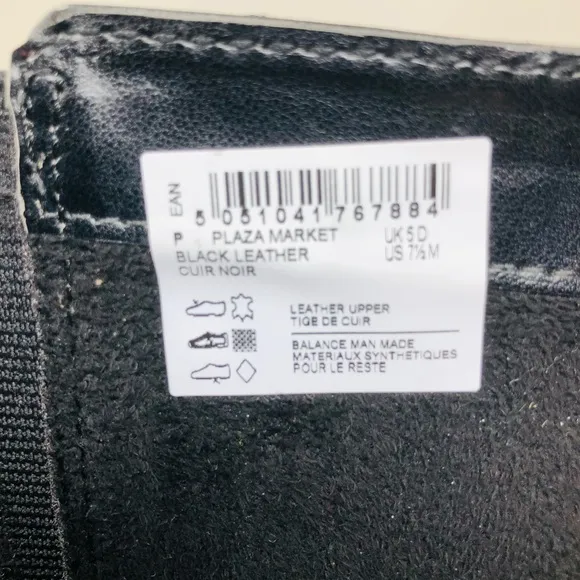 EAN
5 051041 767884
P PLAZA MARKET UK 5 D
BLACK LEATHER US 7½ M
CUIR NOIR
LEATHER UPPER
TIGE DE CUIR
BALANCE MAN MADE
MATERIAUX SYNTHETIQUES
POUR LE RESTE